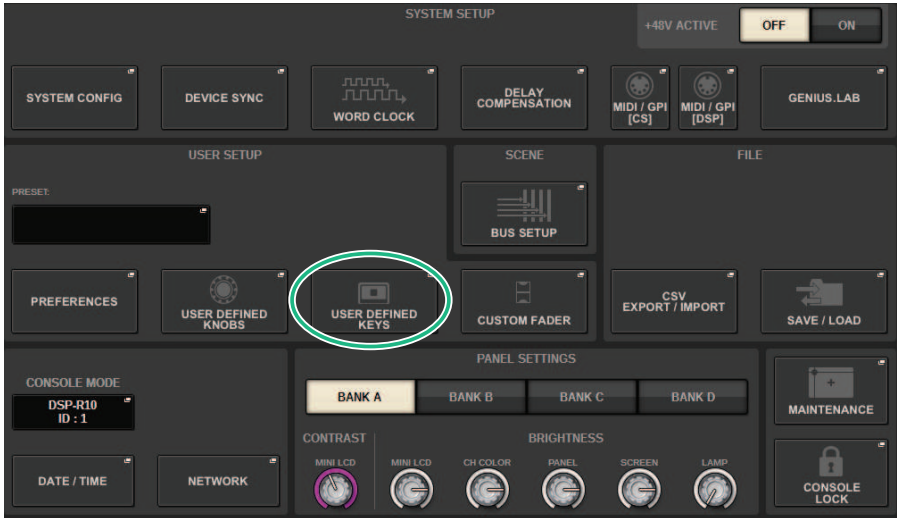 SYSTEM SETUP
+48V ACTIVE
OFF
ON
SYSTEM CONFIG
DEVICE SYNC
WORD CLOCK
DELAY
COMPENSATION
MIDI / GPI
[CS]
MIDI / GPI
[DSP]
GENIUS.LAB
USER SETUP
SCENE
FILE
PRESET:
BUS SETUP
PREFERENCES
USER DEFINED
KNOBS
USER DEFINED
KEYS
CUSTOM FADER
CSV
EXPORT / IMPORT
SAVE / LOAD
CONSOLE MODE
DSP-R10
ID : 1
DATE / TIME
NETWORK
PANEL SETTINGS
BANK A
BANK B
BANK C
BANK D
CONTRAST
BRIGHTNESS
MINI LCD
MINI LCD
CH COLOR
PANEL
SCREEN
LAMP
MAINTENANCE
CONSOLE
LOCK